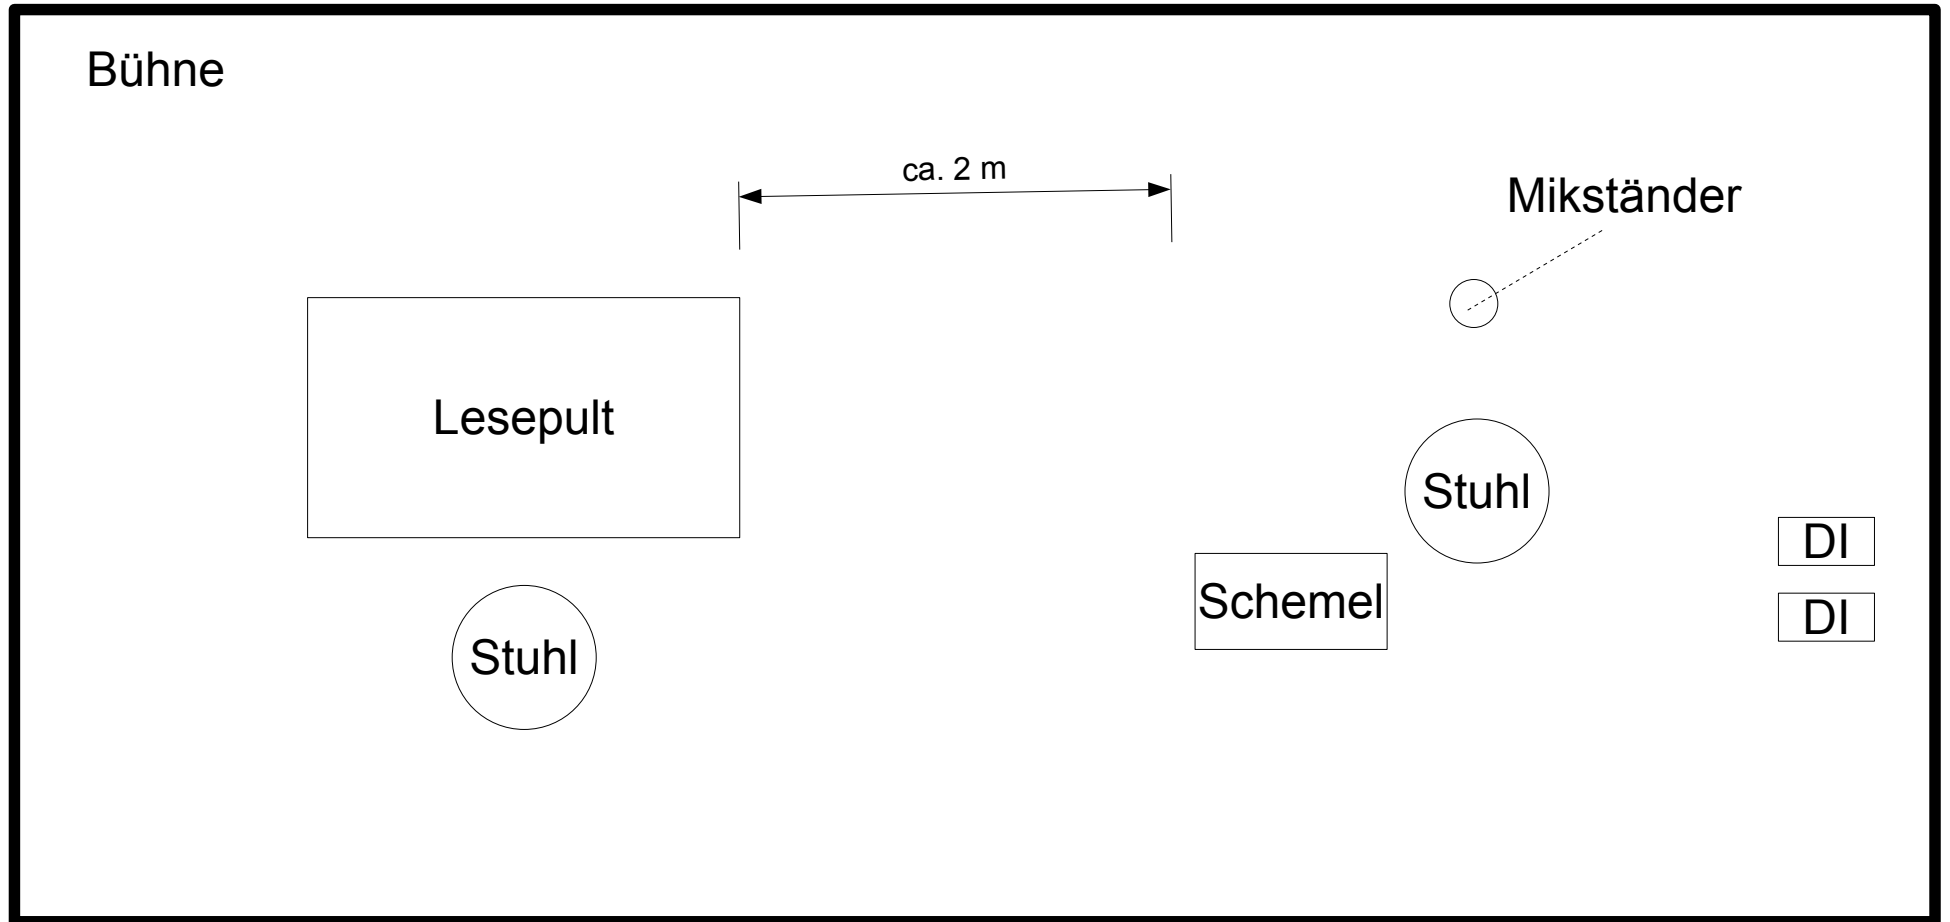 Bühne
ca. 2 m
Mikständer
Lesepult
Stuhl
DI
Schemel
DI
Stuhl